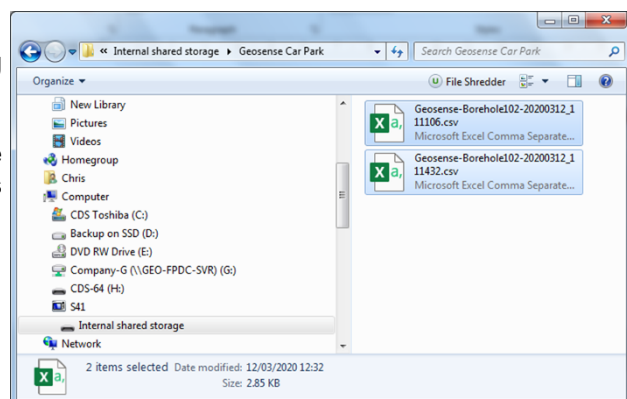 « Internal shared storage ▸ Geosense Car Park
Search Geosense Car Park
Organize
File Shredder
New Library
Pictures
Videos
Homegroup
Chris
Computer
CDS Toshiba (C:)
Backup on SSD (D:)
DVD RW Drive (E:)
Company-G (\\GEO-FPDC-SVR) (G:)
CDS-64 (H:)
S41
Internal shared storage
Network
Geosense-Borehole102-20200312_1
11106.csv
Microsoft Excel Comma Separate...
Geosense-Borehole102-20200312_1
11432.csv
Microsoft Excel Comma Separate...
2 items selected Date modified: 12/03/2020 12:32
Size: 2.85 KB